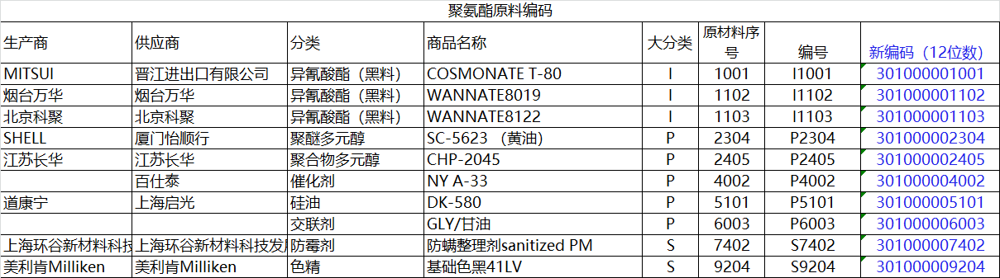 聚氨酯原料编码
生产商 供应商 分类 商品名称 大分类 原材料序号 编号 新编码（12位数）
MITSUI 晋江进出口有限公司 异氰酸酯（黑料） COSMONATE T-80 I 1001 I1001 301000001001
烟台万华 烟台万华 异氰酸酯（黑料） WANNATE8019 I 1102 I1102 301000001102
北京科聚 北京科聚 异氰酸酯（黑料） WANNATE8122 I 1103 I1103 301000001103
SHELL 厦门怡顺行 聚醚多元醇 SC-5623 （黄油） P 2304 P2304 301000002304
江苏长华 江苏长华 聚合物多元醇 CHP-2045 P 2405 P2405 301000002405
百仕泰 催化剂 NY A-33 P 4002 P4002 301000004002
道康宁 上海启光 硅油 DK-580 P 5101 P5101 301000005101
交联剂 GLY/甘油 P 6003 P6003 301000006003
上海环谷新材料科技 上海环谷新材料科技发 防霉剂 防螨整理剂sanitized PM S 7402 S7402 301000007402
美利肯Milliken 美利肯Milliken 色精 基础色黑41LV S 9204 S9204 301000009204